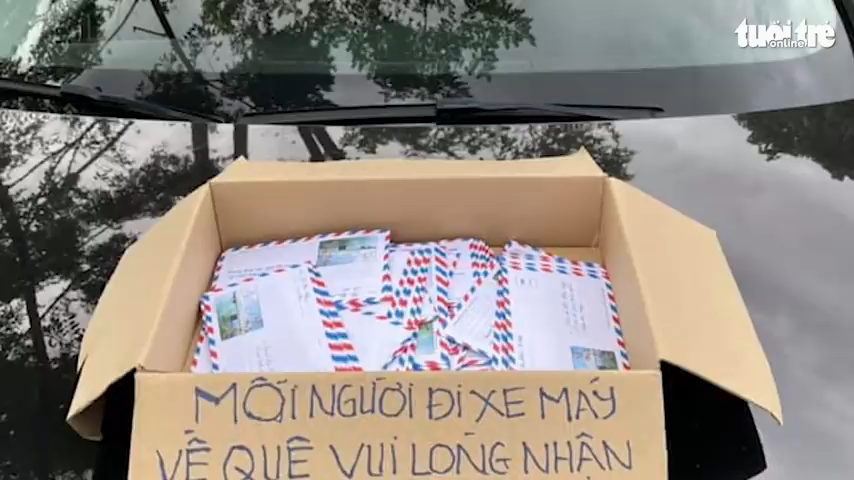 tuổi trẻ
online
MỖI NGƯỜI ĐI XE MÁY
VỀ QUÊ VUI LÒNG NHẬN